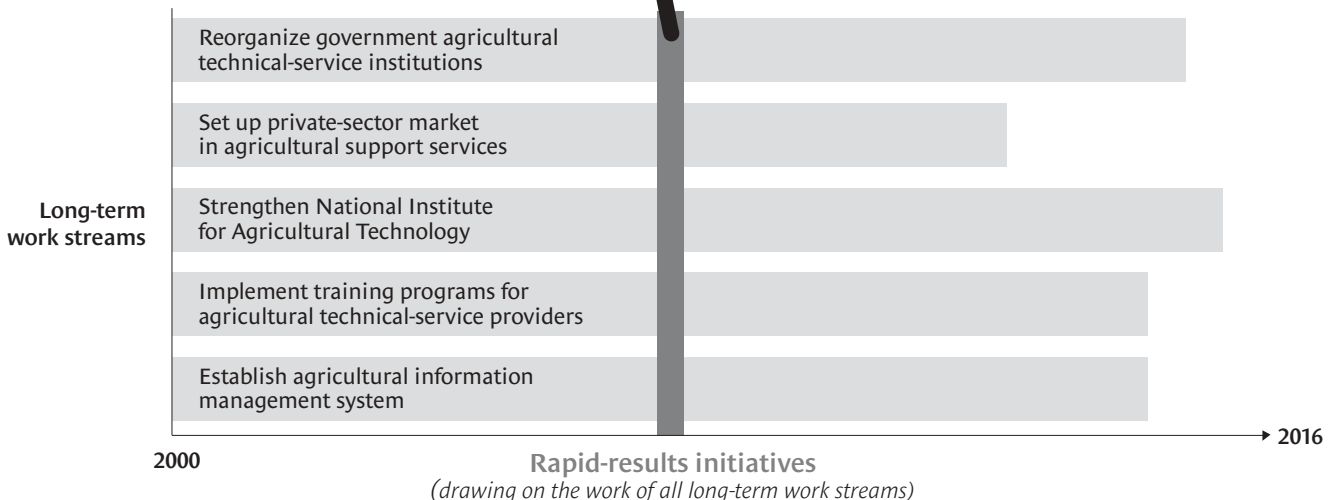 Reorganize government agricultural
technical-service institutions
Set up private-sector market
in agricultural support services
Long-term
work streams
Strengthen National Institute
for Agricultural Technology
Implement training programs for
agricultural technical-service providers
Establish agricultural information
management system
2000
2016
Rapid-results initiatives
(drawing on the work of all long-term work streams)